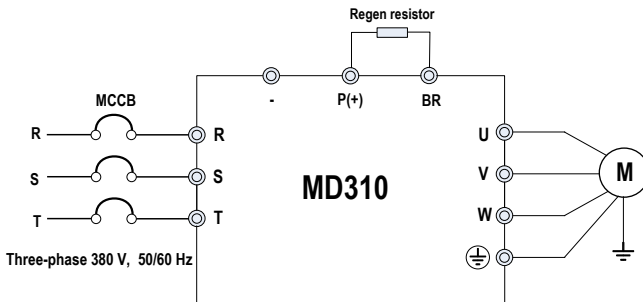 Regen resistor
MCCB
- P(+) BR
R R U
S S V
MD310 M
T T W
Three-phase 380 V, 50/60 Hz